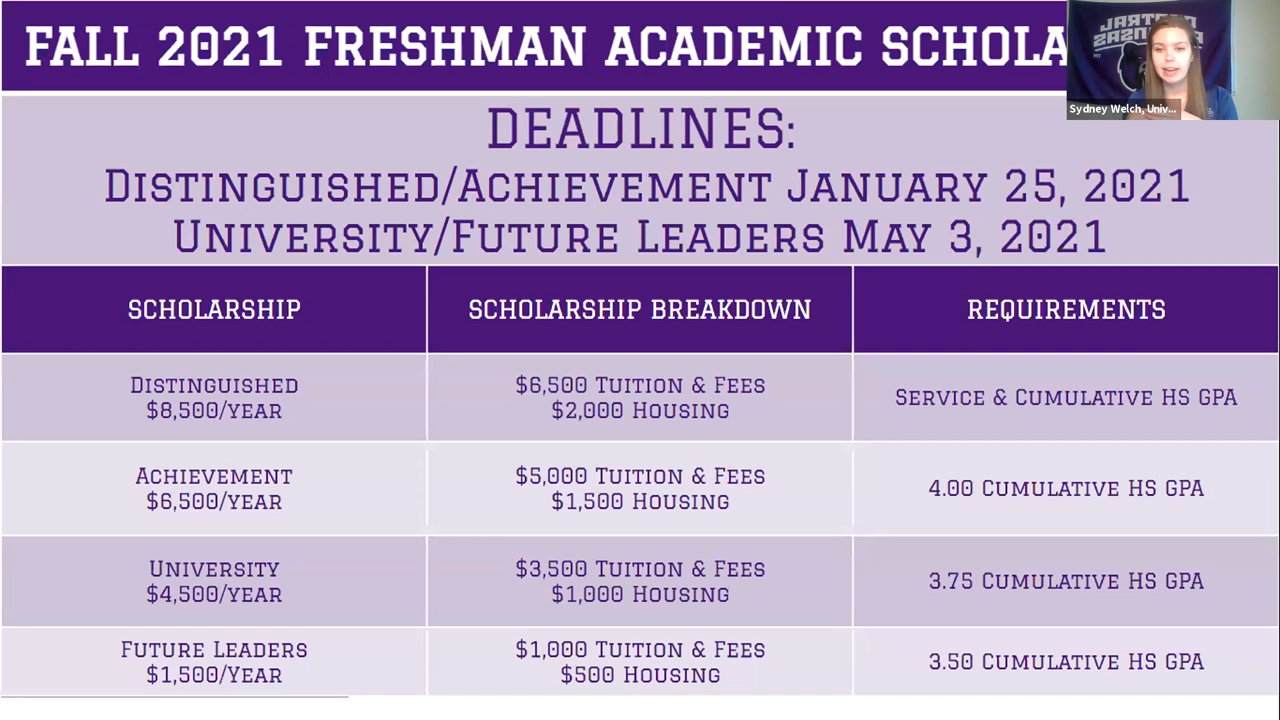 FALL 2021 FRESHMAN ACADEMIC SCHOLA
Sydney Welch, Univ...
DEADLINES:
DISTINGUISHED/ACHIEVEMENT JANUARY 25, 2021
UNIVERSITY/FUTURE LEADERS MAY 3, 2021
SCHOLARSHIP
SCHOLARSHIP BREAKDOWN
REQUIREMENTS
DISTINGUISHED
$8,500/YEAR
$6,500 TUITION & FEES
$2,000 HOUSING
SERVICE & CUMULATIVE HS GPA
ACHIEVEMENT
$6,500/YEAR
$5,000 TUITION & FEES
$1,500 HOUSING
4.00 CUMULATIVE HS GPA
UNIVERSITY
$4,500/YEAR
$3,500 TUITION & FEES
$1,000 HOUSING
3.75 CUMULATIVE HS GPA
FUTURE LEADERS
$1,500/YEAR
$1,000 TUITION & FEES
$500 HOUSING
3.50 CUMULATIVE HS GPA